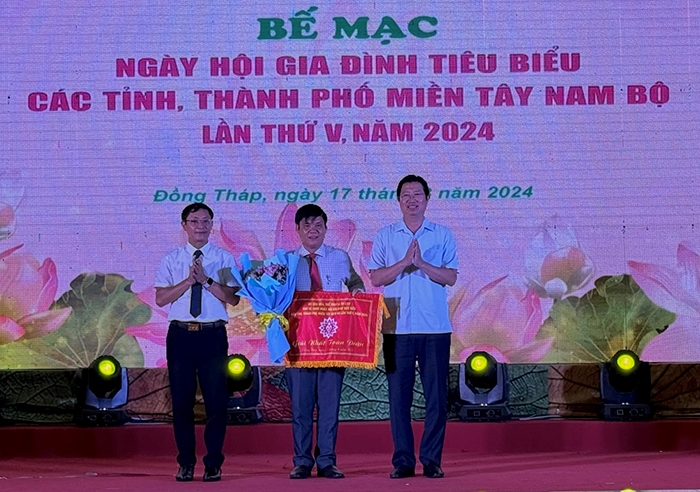 BẾ MẠC
NGÀY HỘI GIA ĐÌNH TIÊU BIỂU
CÁC TỈNH, THÀNH PHỐ MIỀN TÂY NAM BỘ
LẦN THỨ V, NĂM 2024
Đồng Tháp, ngày 17 thán năm 2024
Giải Nhất Toàn Đoàn